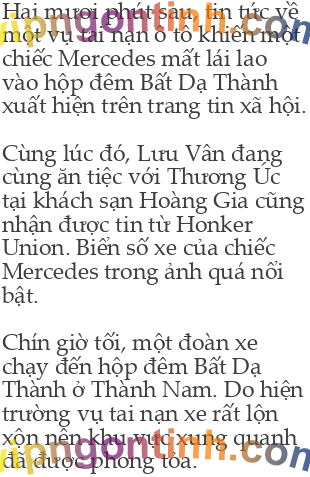 Hai mươi phút sau, tin tức về
một vụ tai nạn ô tô khiến một
chiếc Mercedes mất lái lao
vào hộp đêm Bất Dạ Thành
xuất hiện trên trang tin xã hội.
Cùng lúc đó, Lưu Vân đang
cùng ăn tiệc với Thương Úc
tại khách sạn Hoàng Gia cũng
nhận được tin từ Honker
Union. Biển số xe của chiếc
Mercedes trong ảnh quá nổi
bật.
Chín giờ tối, một đoàn xe
chạy đến hộp đêm Bất Dạ
Thành ở Thành Nam. Do hiện
trường vụ tai nạn xe rất lộn
xộn nên khu vực xung quanh
đã được phong tỏa.